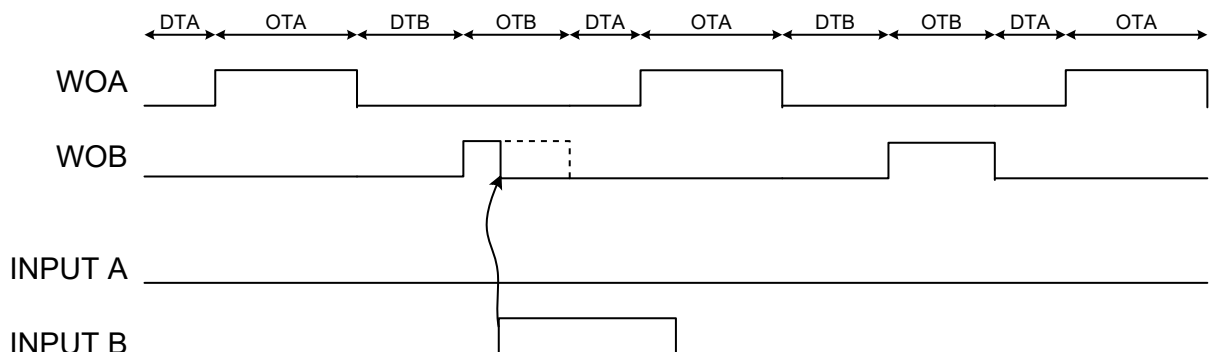 DTA OTA DTB OTB DTA OTA DTB OTB DTA OTA
WOA
WOB
INPUT A
INPUT B